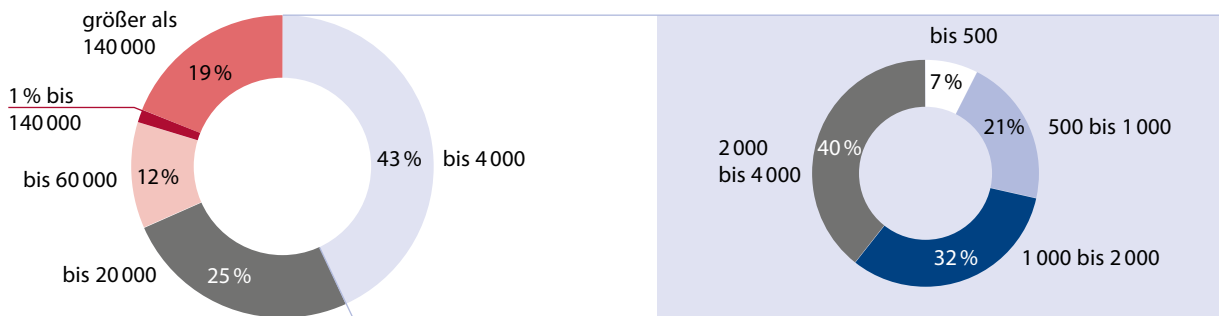 größer als
140 000
19 %
1 % bis
140 000
bis 60 000
12 %
bis 20 000
25 %
43 %
bis 4 000
bis 500
7 %
21 %
500 bis 1 000
2 000
bis 4 000
40 %
32 %
1 000 bis 2 000